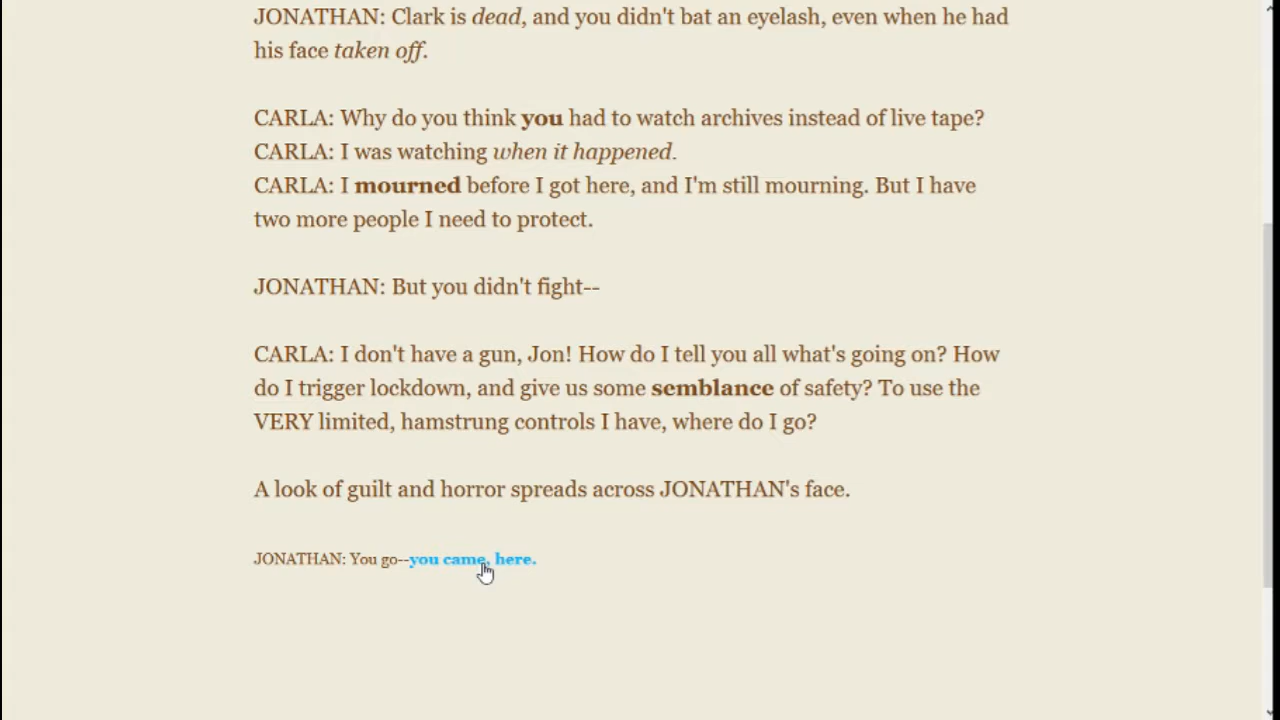 JONATHAN: Clark is dead, and you didn't bat an eyelash, even when he had
his face taken off.
CARLA: Why do you think you had to watch archives instead of live tape?
CARLA: I was watching when it happened.
CARLA: I mourned before I got here, and I'm still mourning. But I have
two more people I need to protect.
JONATHAN: But you didn't fight--
CARLA: I don't have a gun, Jon! How do I tell you all what's going on? How
do I trigger lockdown, and give us some semblance of safety? To use the
VERY limited, hamstrung controls I have, where do I go?
A look of guilt and horror spreads across JONATHAN's face.
JONATHAN: You go--you came, here.